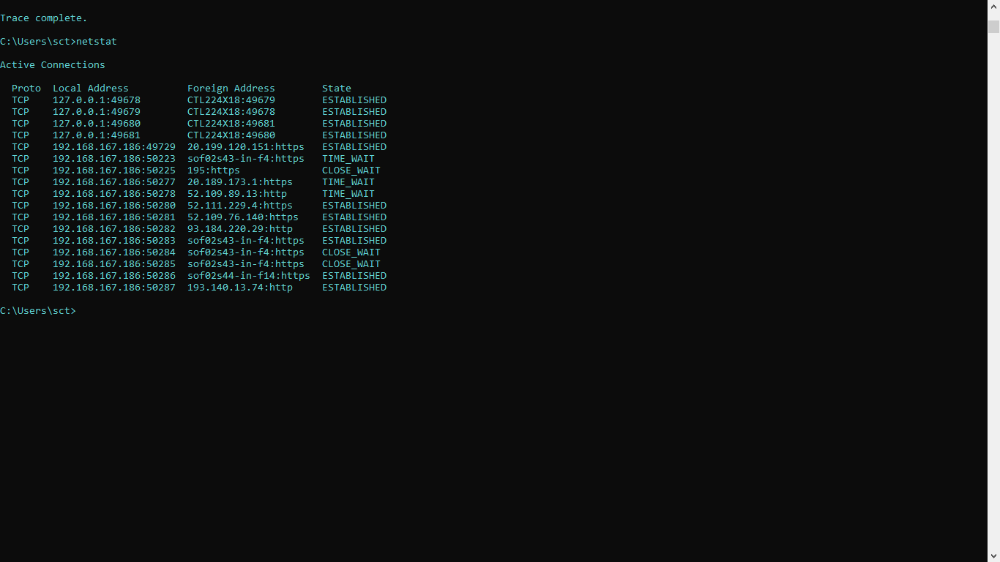 Trace complete.
C:\Users\sct>netstat
Active Connections
  Proto  Local Address          Foreign Address        State
  TCP    127.0.0.1:49678        CTL224X18:49679        ESTABLISHED
  TCP    127.0.0.1:49679        CTL224X18:49678        ESTABLISHED
  TCP    127.0.0.1:49680        CTL224X18:49681        ESTABLISHED
  TCP    127.0.0.1:49681        CTL224X18:49680        ESTABLISHED
  TCP    192.168.167.186:49729  20.199.120.151:https   ESTABLISHED
  TCP    192.168.167.186:50223  sof02s43-in-f4:https   TIME_WAIT
  TCP    192.168.167.186:50225  195:https              CLOSE_WAIT
  TCP    192.168.167.186:50277  20.189.173.1:https     TIME_WAIT
  TCP    192.168.167.186:50278  52.109.89.13:http      TIME_WAIT
  TCP    192.168.167.186:50280  52.111.229.4:https     ESTABLISHED
  TCP    192.168.167.186:50281  52.109.76.140:https    ESTABLISHED
  TCP    192.168.167.186:50282  93.184.220.29:http     ESTABLISHED
  TCP    192.168.167.186:50283  sof02s43-in-f4:https   ESTABLISHED
  TCP    192.168.167.186:50284  sof02s43-in-f4:https   CLOSE_WAIT
  TCP    192.168.167.186:50285  sof02s43-in-f4:https   CLOSE_WAIT
  TCP    192.168.167.186:50286  sof02s44-in-f14:https  ESTABLISHED
  TCP    192.168.167.186:50287  193.140.13.74:http     ESTABLISHED
C:\Users\sct>